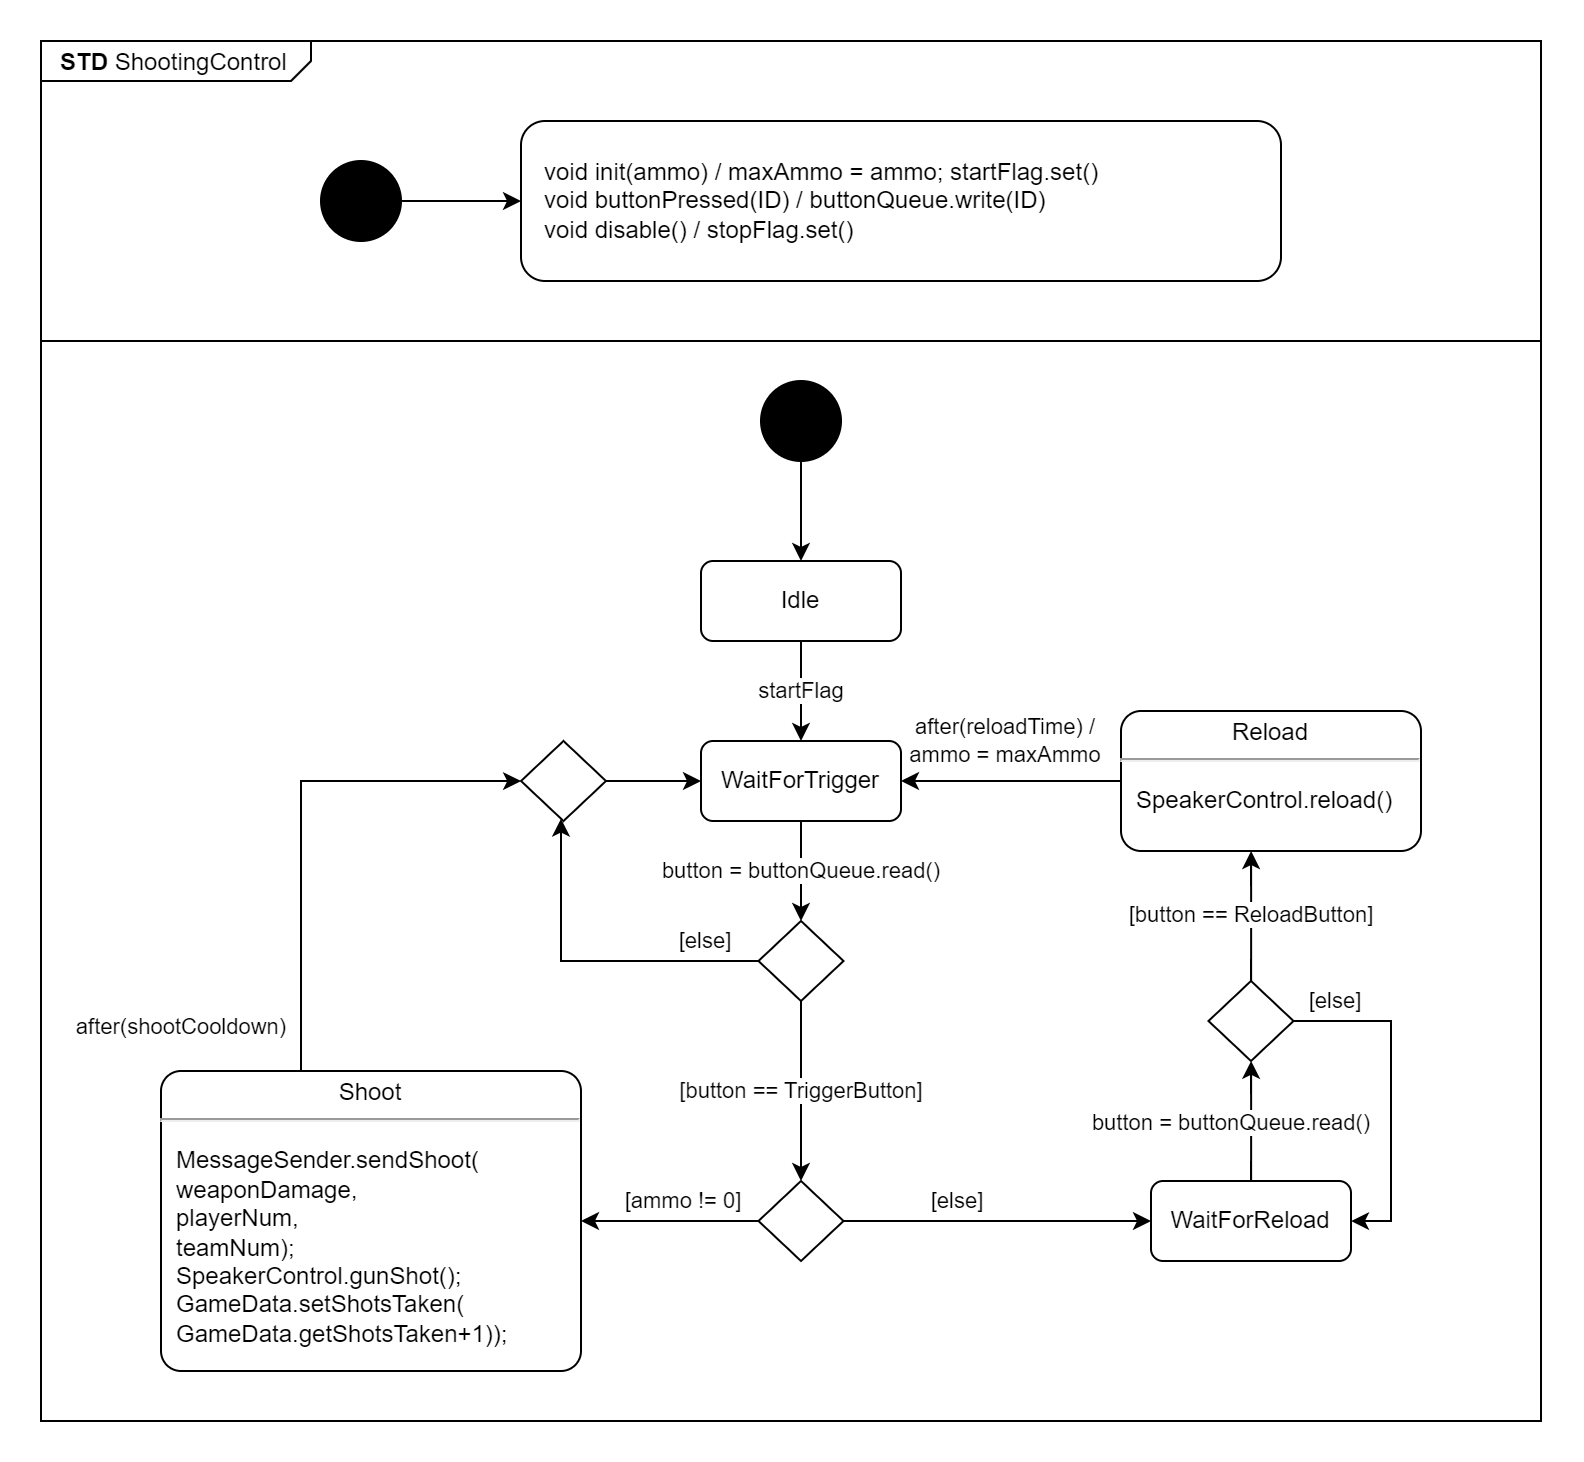 STD ShootingControl
void init(ammo) / maxAmmo = ammo; startFlag.set()
void buttonPressed(ID) / buttonQueue.write(ID)
void disable() / stopFlag.set()
Idle
startFlag
after(reloadTime) /
ammo = maxAmmo
Reload
SpeakerControl.reload()
WaitForTrigger
button = buttonQueue.read()
[else]
[button == ReloadButton]
[else]
after(shootCooldown)
[button == TriggerButton]
button = buttonQueue.read()
Shoot
MessageSender.sendShoot(
weaponDamage,
playerNum,
teamNum);
SpeakerControl.gunShot();
GameData.setShotsTaken(
GameData.getShotsTaken+1));
[ammo != 0]
[else]
WaitForReload